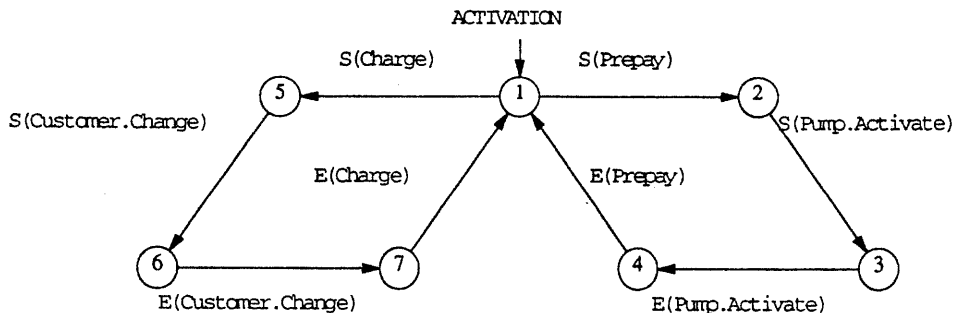 ACTIVATION
S(Charge)
S(Prepay)
5
1
2
S(Customer.Change)
S(Pump.Activate)
E(Charge)
E(Prepay)
6
7
4
3
E(Customer.Change)
E(Pump.Activate)